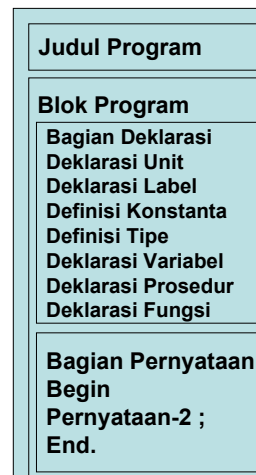 Judul Program
Blok Program
Bagian Deklarasi
Deklarasi Unit
Deklarasi Label
Definisi Konstanta
Definisi Tipe
Deklarasi Variabel
Deklarasi Prosedur
Deklarasi Fungsi
Bagian Pernyataan
Begin
Pernyataan-2 ;
End.